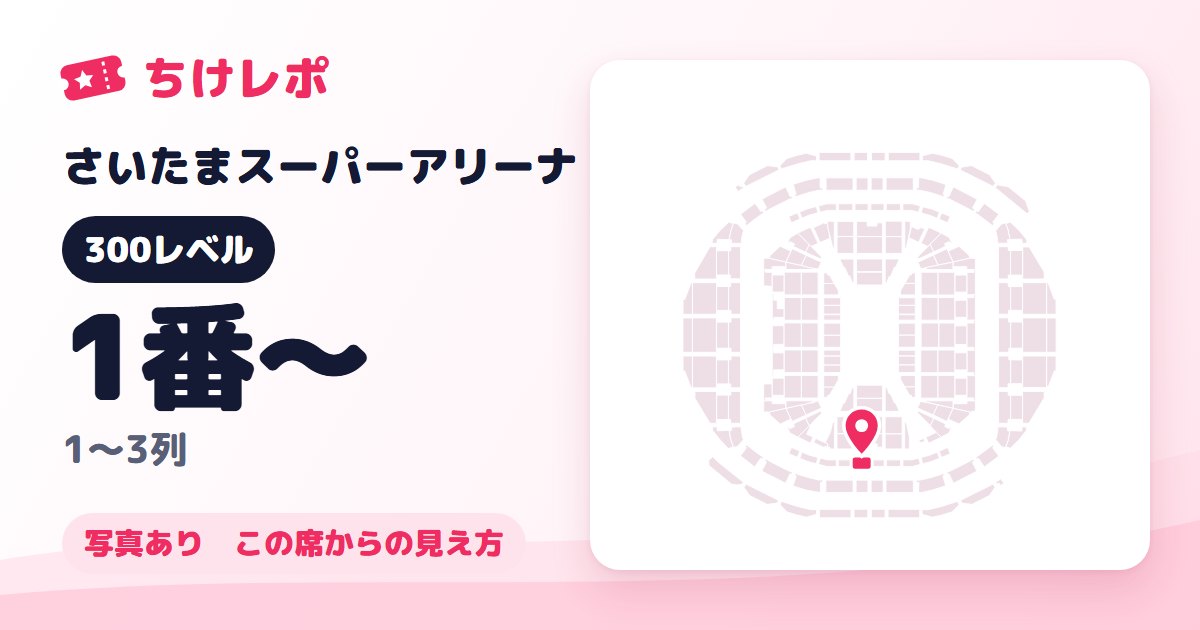 ちけレポ
さいたまスーパーアリーナ
300レベル
1番〜
1〜3列
写真あり　この席からの見え方